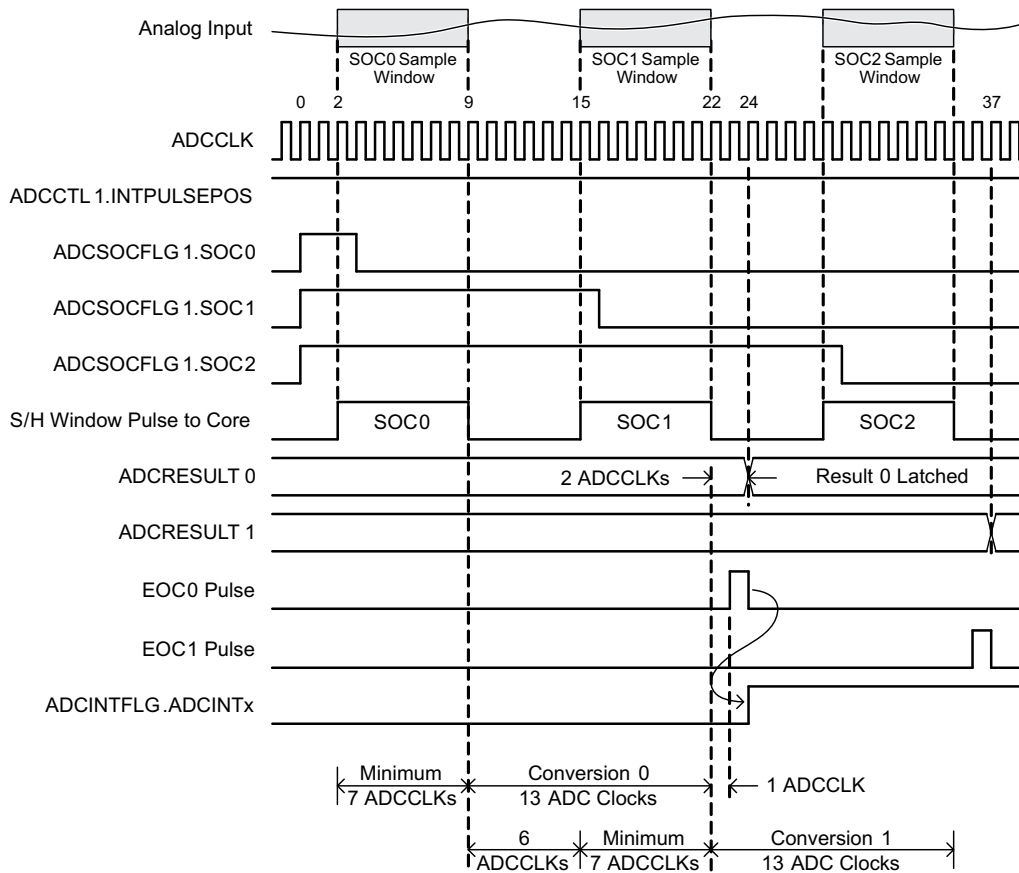 Analog Input
SOC0 Sample
Window
SOC1 Sample
Window
SOC2 Sample
Window
0 2 9 15 22 24 37
ADCCLK
ADCCTL 1.INTPULSEPOS
ADCSOCFLG 1.SOC0
ADCSOCFLG 1.SOC1
ADCSOCFLG 1.SOC2
S/H Window Pulse to Core
SOC0 SOC1 SOC2
ADCRESULT 0
2 ADCCLKs
Result 0 Latched
ADCRESULT 1
EOC0 Pulse
EOC1 Pulse
ADCINTFLG .ADCINTx
Minimum
7 ADCCLKs
Conversion 0
13 ADC Clocks
1 ADCCLK
6
ADCCLKs
Minimum
7 ADCCLKs
Conversion 1
13 ADC Clocks